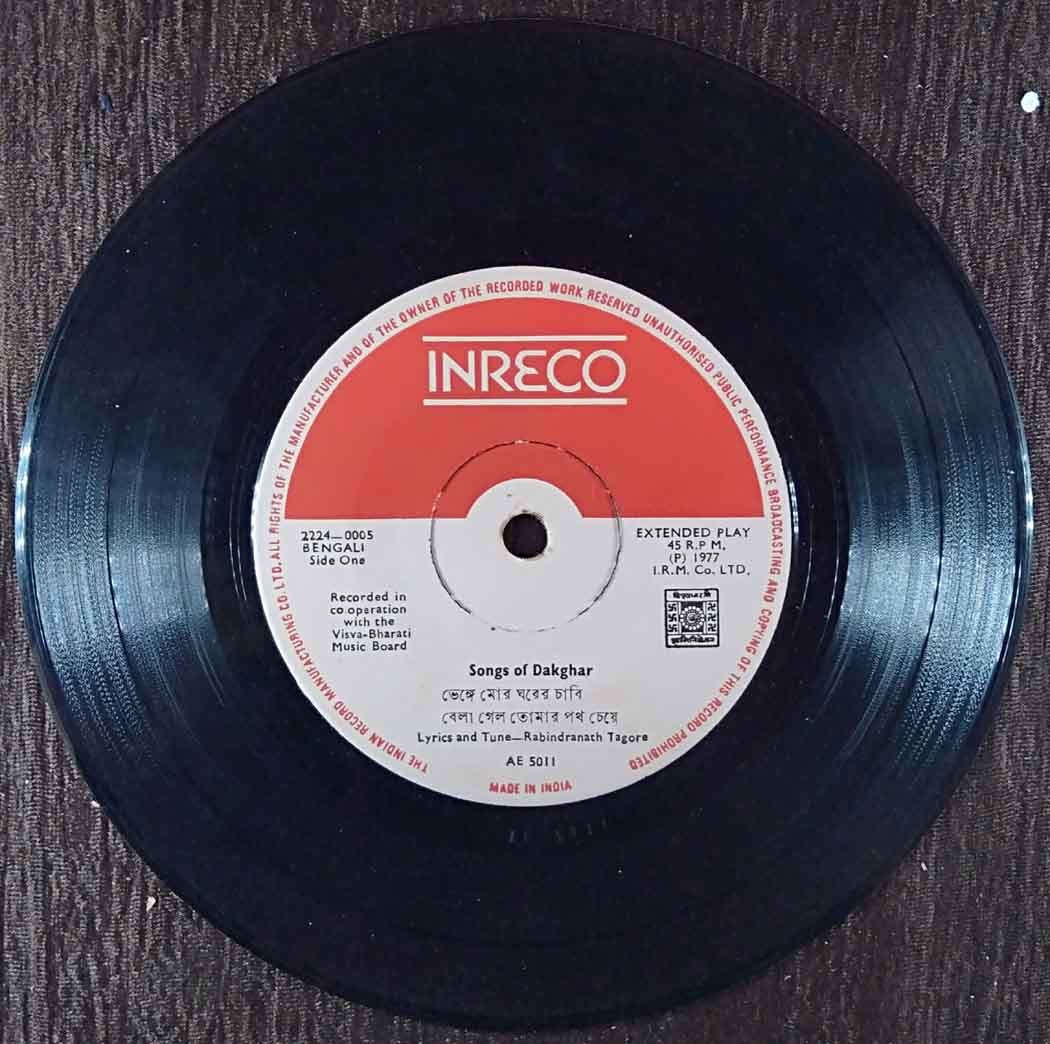 THE INDIAN RECORD MANUFACTURING CO. LTD. ALL RIGHTS OF THE MANUFACTURER AND OF THE OWNER OF THE RECORDED WORK RESERVED UNAUTHORISED PUBLIC PERFORMANCE BROADCASTING AND COPYING OF THIS RECORD PROHIBITED
INRECO
2224—0005
BENGALI
Side One
EXTENDED PLAY
45 R.P.M.
(P) 1977
I.R.M. Co. LTD.
Recorded in
co.operation
with the
Visva-Bharati
Music Board
Songs of Dakghar
ভেঙ্গে মোর ঘরের চাবি
বেলা গেল তোমার পথ চেয়ে
Lyrics and Tune—Rabindranath Tagore
AE 5011
MADE IN INDIA